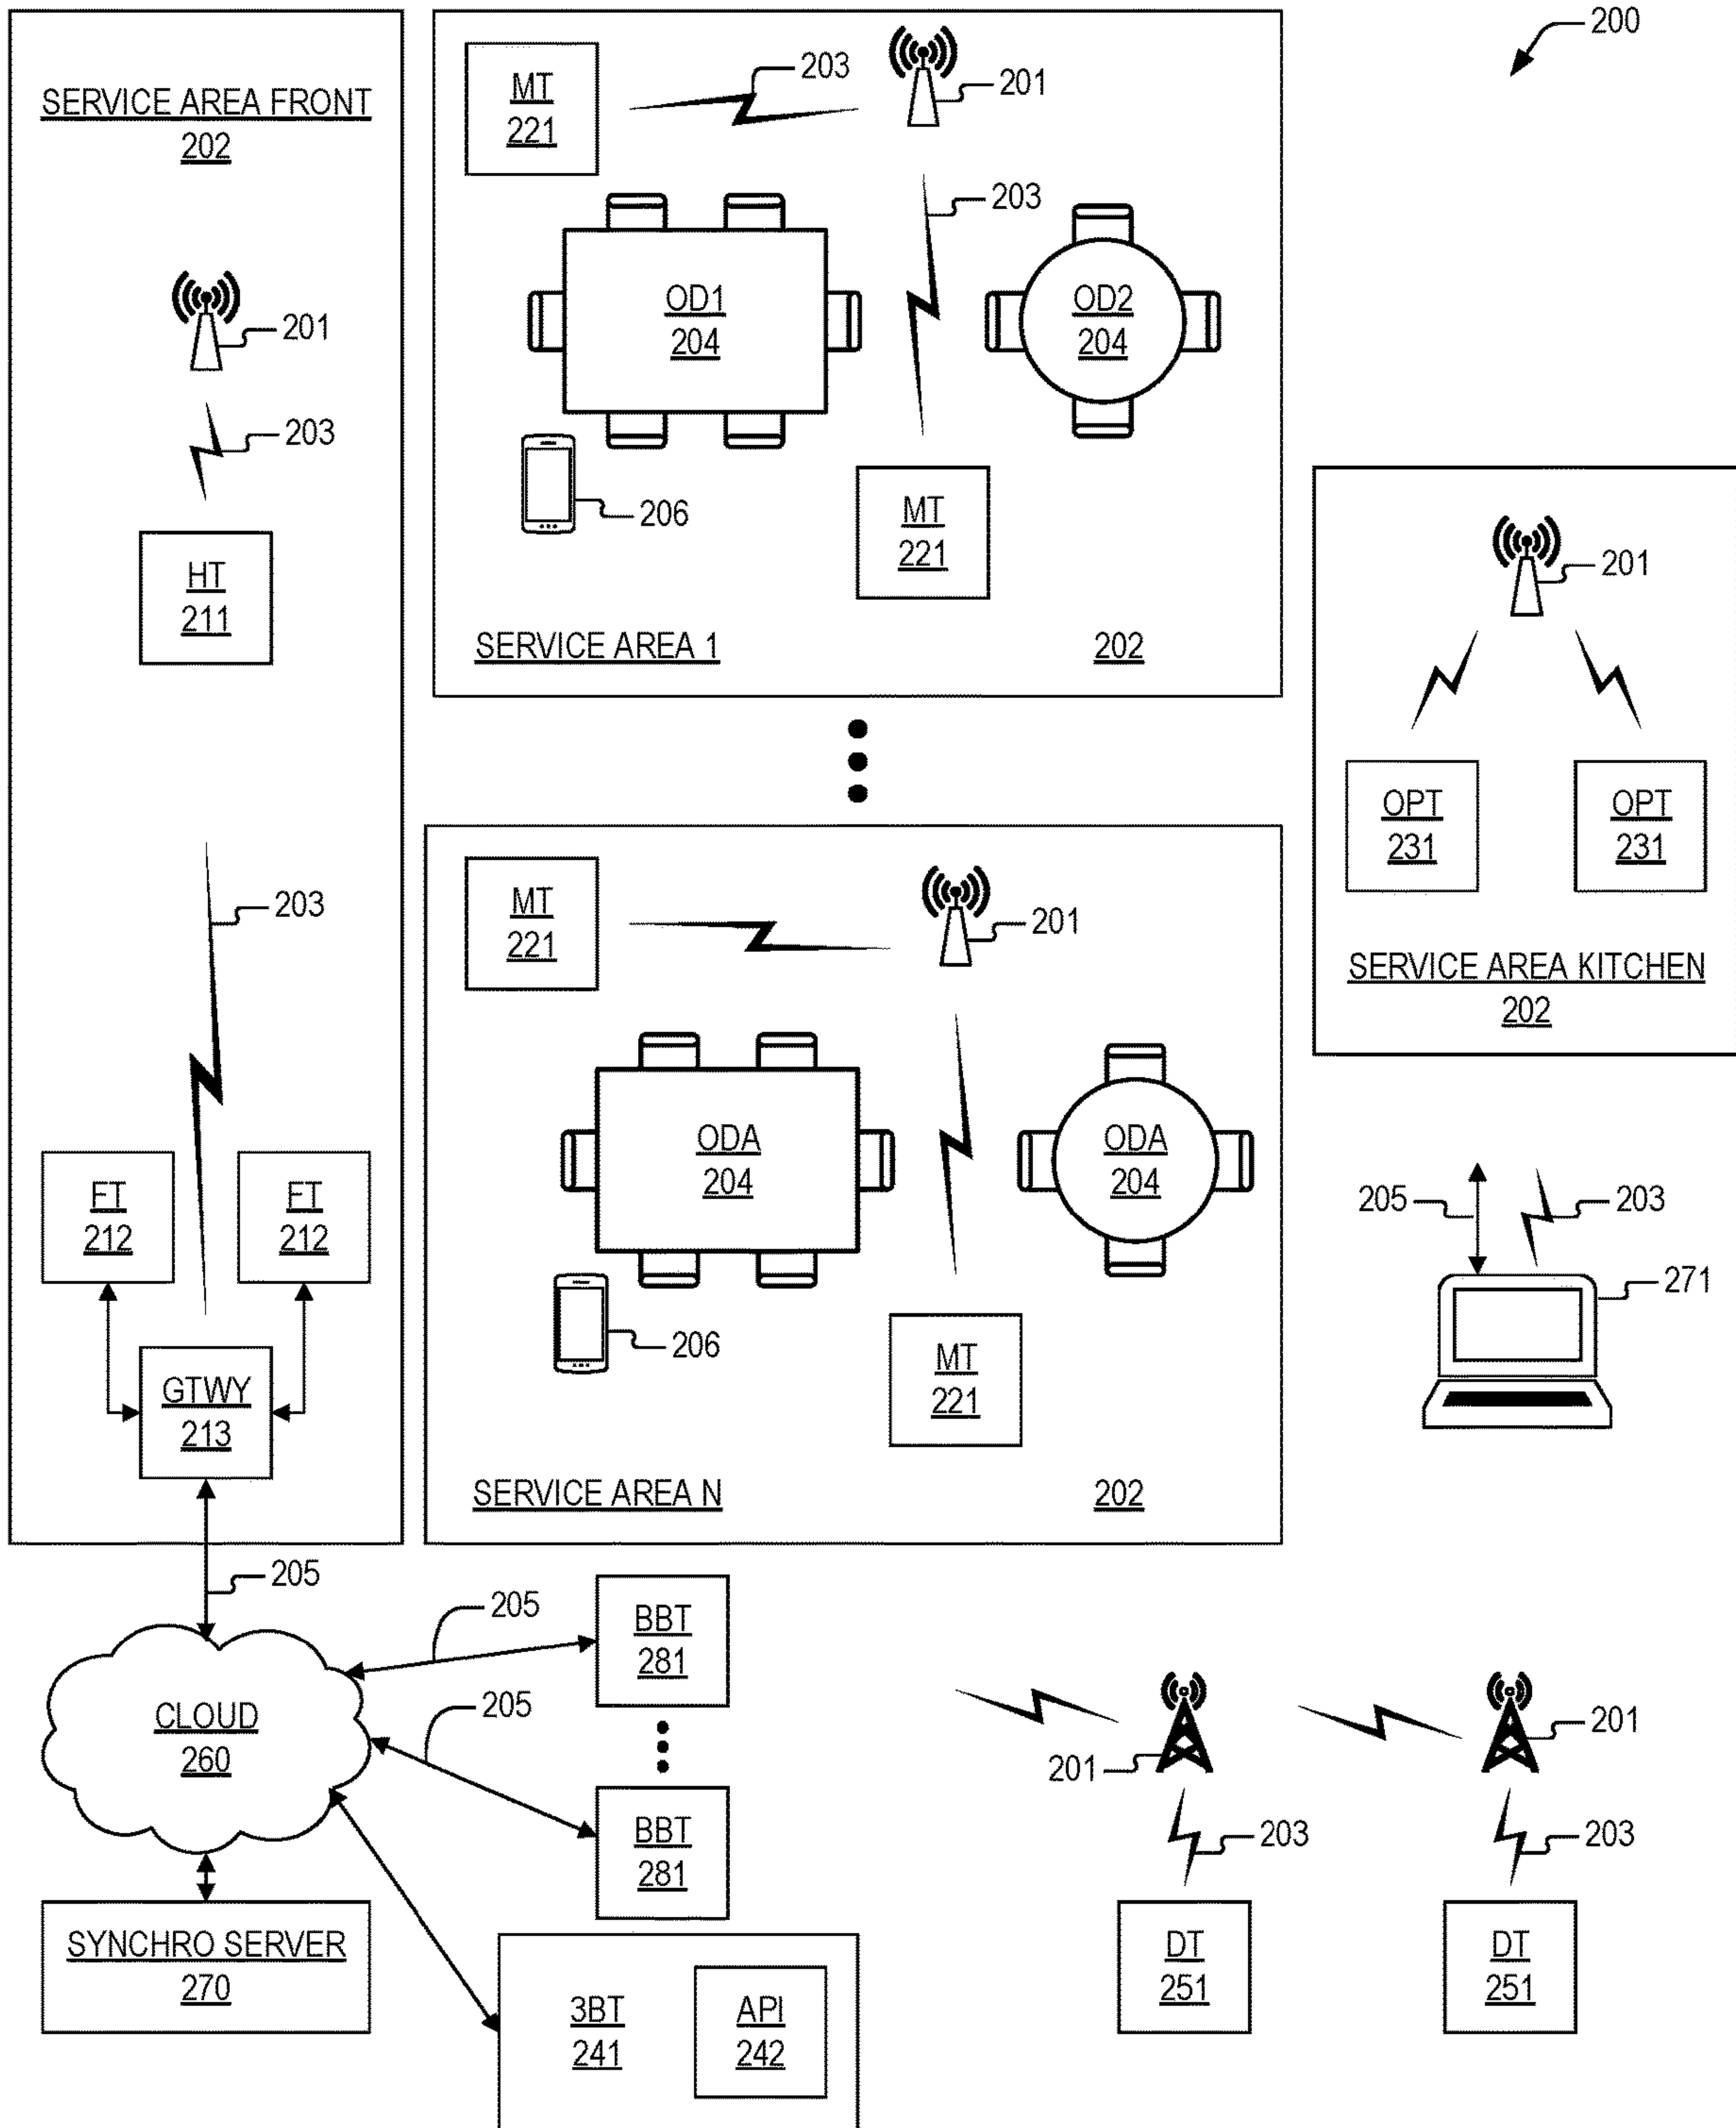 200
SERVICE AREA FRONT
202
201
203
HT
211
203
FT
212
FT
212
GTWY
213
205
MT
221
203
201
203
OD1
204
OD2
204
206
MT
221
SERVICE AREA 1
202
MT
221
201
ODA
204
ODA
204
206
MT
221
SERVICE AREA N
202
201
OPT
231
OPT
231
SERVICE AREA KITCHEN
202
205
203
271
CLOUD
260
205
BBT
281
205
BBT
281
SYNCHRO SERVER
270
3BT
241
API
242
201
201
203
203
DT
251
DT
251